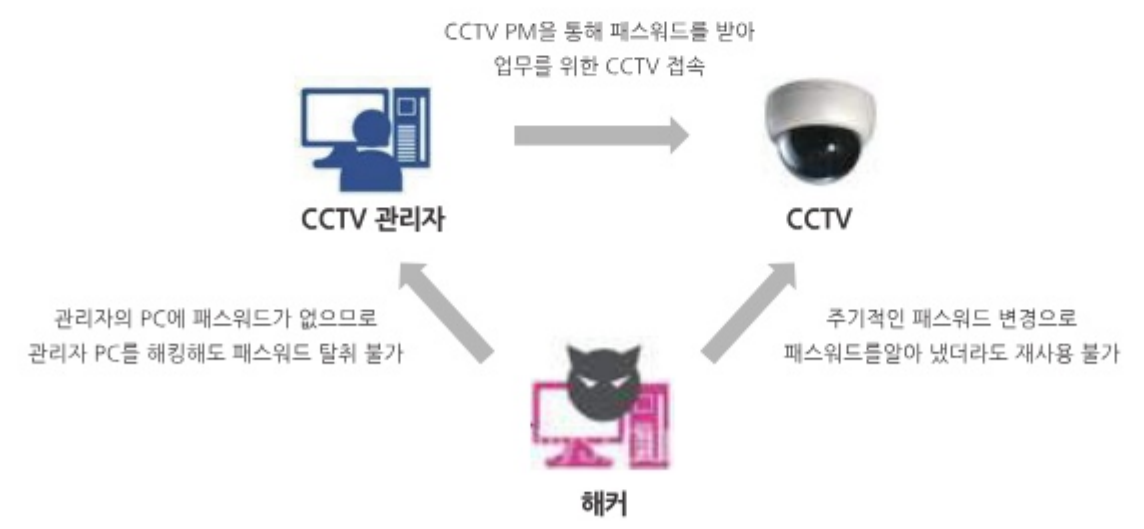 CCTV PM을 통해 패스워드를 받아
업무를 위한 CCTV 접속
CCTV 관리자
CCTV
관리자의 PC에 패스워드가 없으므로
관리자 PC를 해킹해도 패스워드 탈취 불가
주기적인 패스워드 변경으로
패스워드를알아 냈더라도 재사용 불가
해커